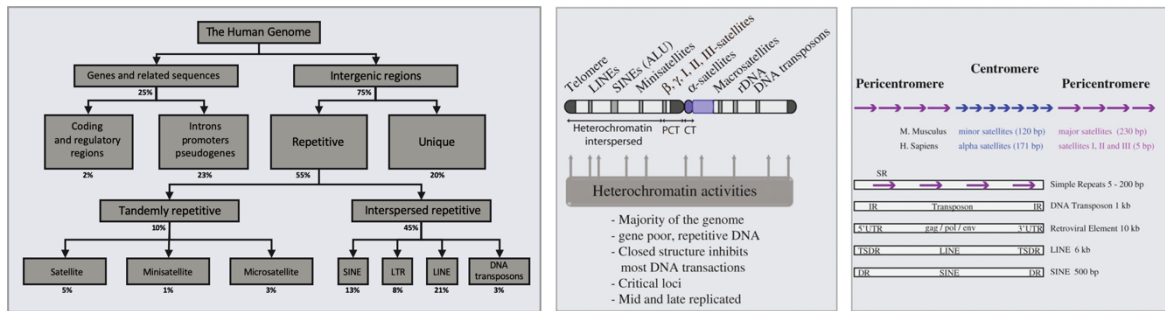 The Human Genome
Genes and related sequences
25%
Intergenic regions
75%
Coding
and regulatory
regions
2%
Introns
promoters
pseudogenes
23%
Repetitive
55%
Unique
20%
Tandemly repetitive
10%
Interspersed repetitive
45%
Satellite
5%
Minisatellite
1%
Microsatellite
3%
SINE
13%
LTR
8%
LINE
21%
DNA
transposons
3%
Telomere
LINEs
SINEs (ALU)
Minisatellites
β, γ, I, II, III-satellites
α-satellites
Macrosatellites
rDNA
DNA transposons
Heterochromatin
interspersed
PCT
CT
Heterochromatin activities
- Majority of the genome
- gene poor, repetitive DNA
- Closed structure inhibits
most DNA transactions
- Critical loci
- Mid and late replicated
Centromere
Pericentromere
Pericentromere
M. Musculus minor satellites (120 bp) major satellites (230 bp)
H. Sapiens alpha satellites (171 bp) satellites I, II and III (5 bp)
SR
Simple Repeats 5 - 200 bp
IR Transposon IR DNA Transposon 1 kb
5'UTR gag / pol / env 3'UTR Retroviral Element 10 kb
TSDR LINE TSDR LINE 6 kb
DR SINE DR SINE 500 bp